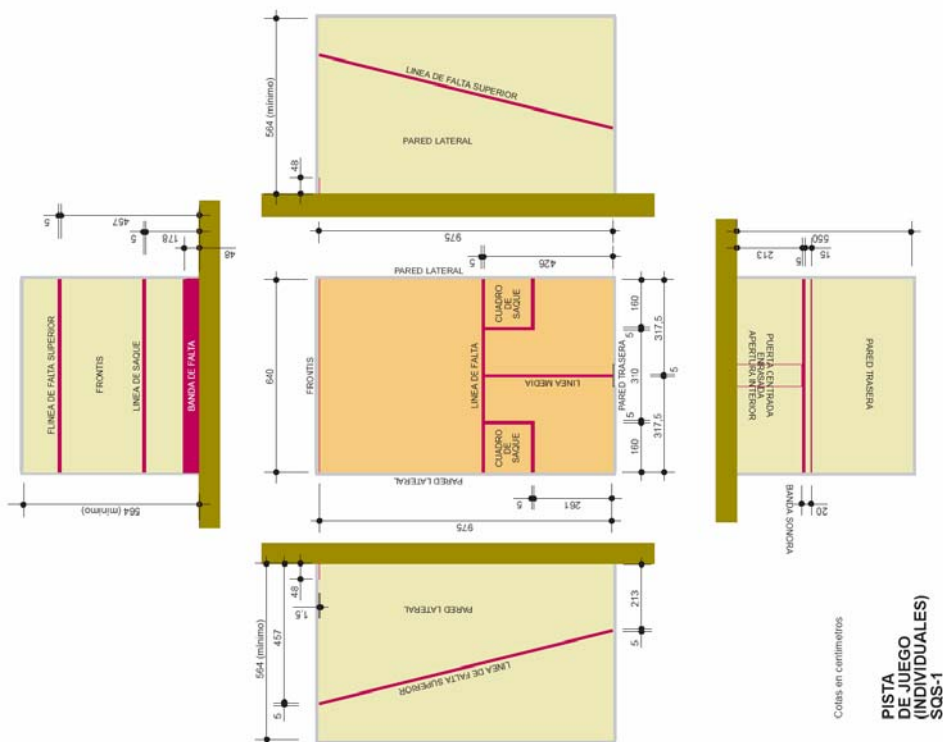 564 (mínimo)
48
LINEA DE FALTA SUPERIOR
PARED LATERAL
5
457
5
178
48
FLINEA DE FALTA SUPERIOR
FRONTIS
LINEA DE SAQUE
BANDA DE FALTA
564 (mínimo)
975
PARED LATERAL
5
426
640
FRONTIS
LINEA DE FALTA
CUADRO
DE
SAQUE
LINEA MEDIA
CUADRO
DE
SAQUE
PARED TRASERA
160
5
310
5
160
317,5
5
317,5
PARED LATERAL
5
261
975
550
213
5
15
PUERTA CENTRADA
ENRASADA
APERTURA INTERIOR
PARED TRASERA
BANDA SONORA
20
564 (mínimo)
457
48
1,5
5
PARED LATERAL
LINEA DE FALTA SUPERIOR
213
5
Cotas en centímetros
PISTA
DE JUEGO
(INDIVIDUALES)
SQS-1